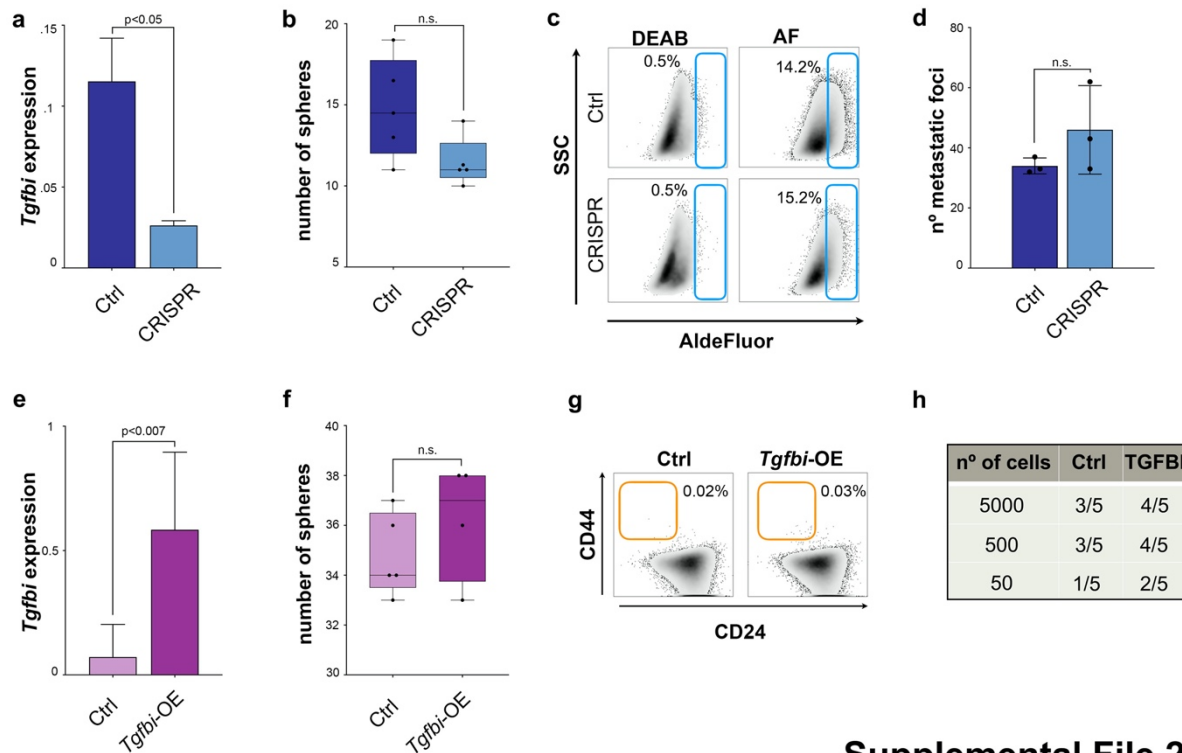 a
p<0.05
.15
.1
.05
0
Tgfbi expression
Ctrl
CRISPR
b
n.s.
20
15
10
5
number of spheres
Ctrl
CRISPR
c
DEAB
AF
0.5%
14.2%
Ctrl
SSC
0.5%
15.2%
CRISPR
AldeFluor
d
n.s.
80
60
40
20
0
nº metastatic foci
Ctrl
CRISPR
e
p<0.007
1
0.5
0
Tgfbi expression
Ctrl
Tgfbi-OE
f
n.s.
40
38
36
34
32
30
number of spheres
Ctrl
Tgfbi-OE
g
Ctrl
Tgfbi-OE
0.02%
0.03%
CD44
CD24
h
nº of cells Ctrl TGFBI
5000 3/5 4/5
500 3/5 4/5
50 1/5 2/5